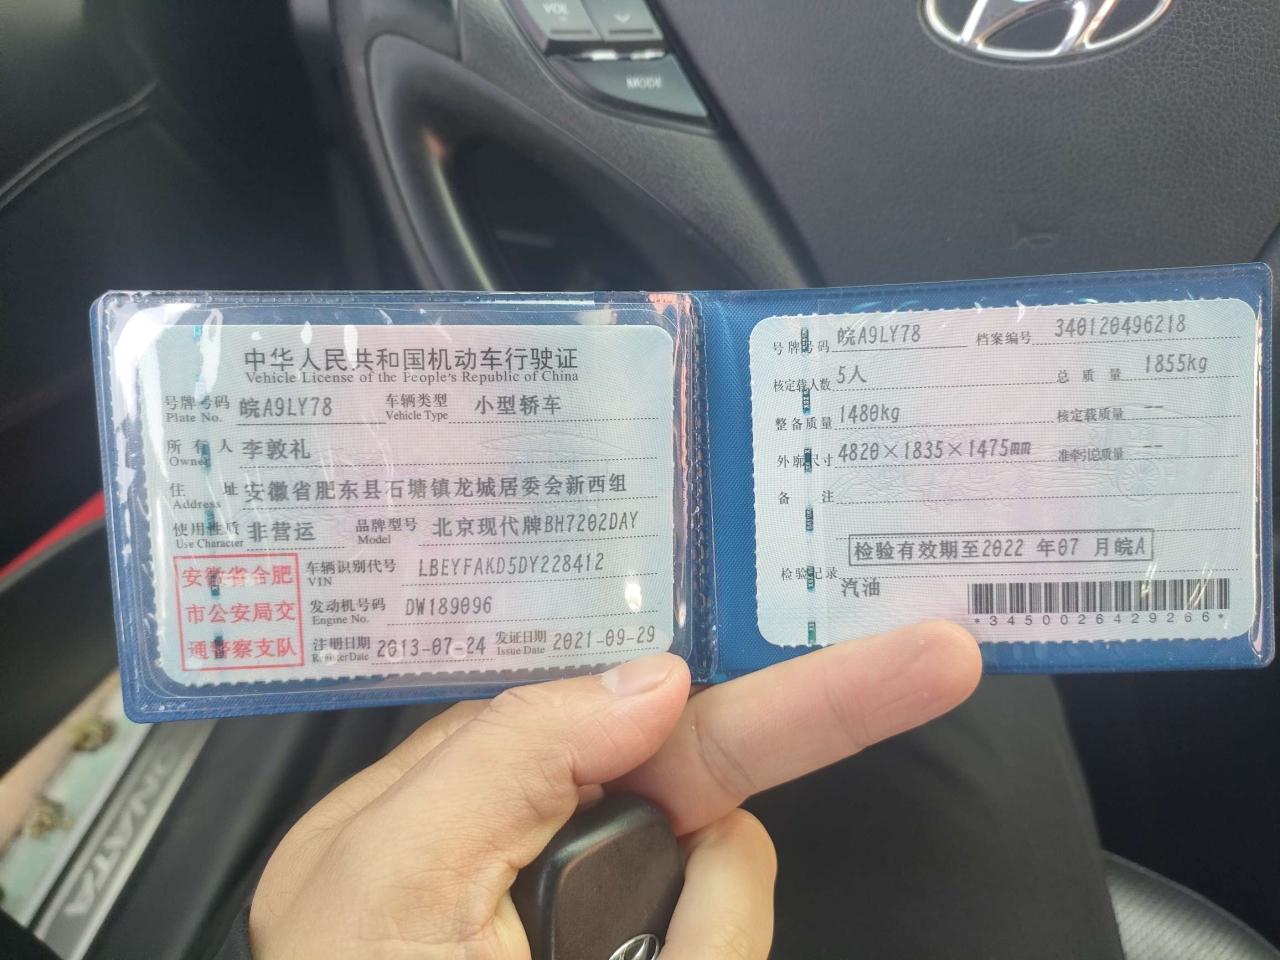 VOL
MODE
中华人民共和国机动车行驶证
Vehicle License of the People's Republic of China
号牌号码 皖A9LY78 车辆类型 小型轿车
Plate No. Vehicle Type
所有人 李敦礼
Owner
住址 安徽省肥东县石塘镇龙城居委会新西组
Address
使用性质 非营运 品牌型号 北京现代牌BH7202DAY
Use Character Model
安徽省合肥
市公安局交
通警察支队
车辆识别代号 LBEYFAKD5DY228412
VIN
发动机号码 DW189096
Engine No.
注册日期 2013-07-24 发证日期 2021-09-29
Register Date Issue Date
号牌号码 皖A9LY78 档案编号 340120496218
核定载人数 5人 总质量 1855kg
整备质量 1480kg 核定载质量 --
外廓尺寸 4820×1835×1475mm 准牵引总质量 --
备注
检验有效期至2022 年07 月皖A
检验记录
汽油
*3450026429266*
SONATA